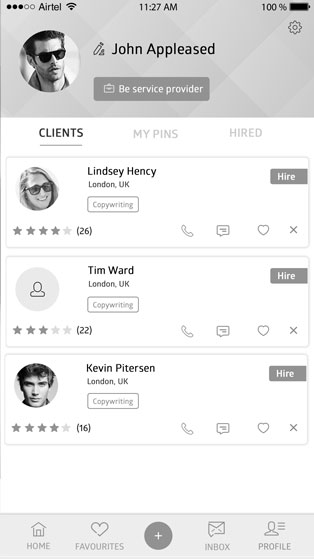 Airtel 11:27 AM 100 %
John Appleased
Be service provider
CLIENTS MY PINS HIRED
Lindsey Hency
London, UK
Hire
Copywriting
(26)
Tim Ward
London, UK
Hire
Copywriting
(22)
Kevin Pitersen
London, UK
Hire
Copywriting
(16)
HOME FAVOURITES + INBOX PROFILE